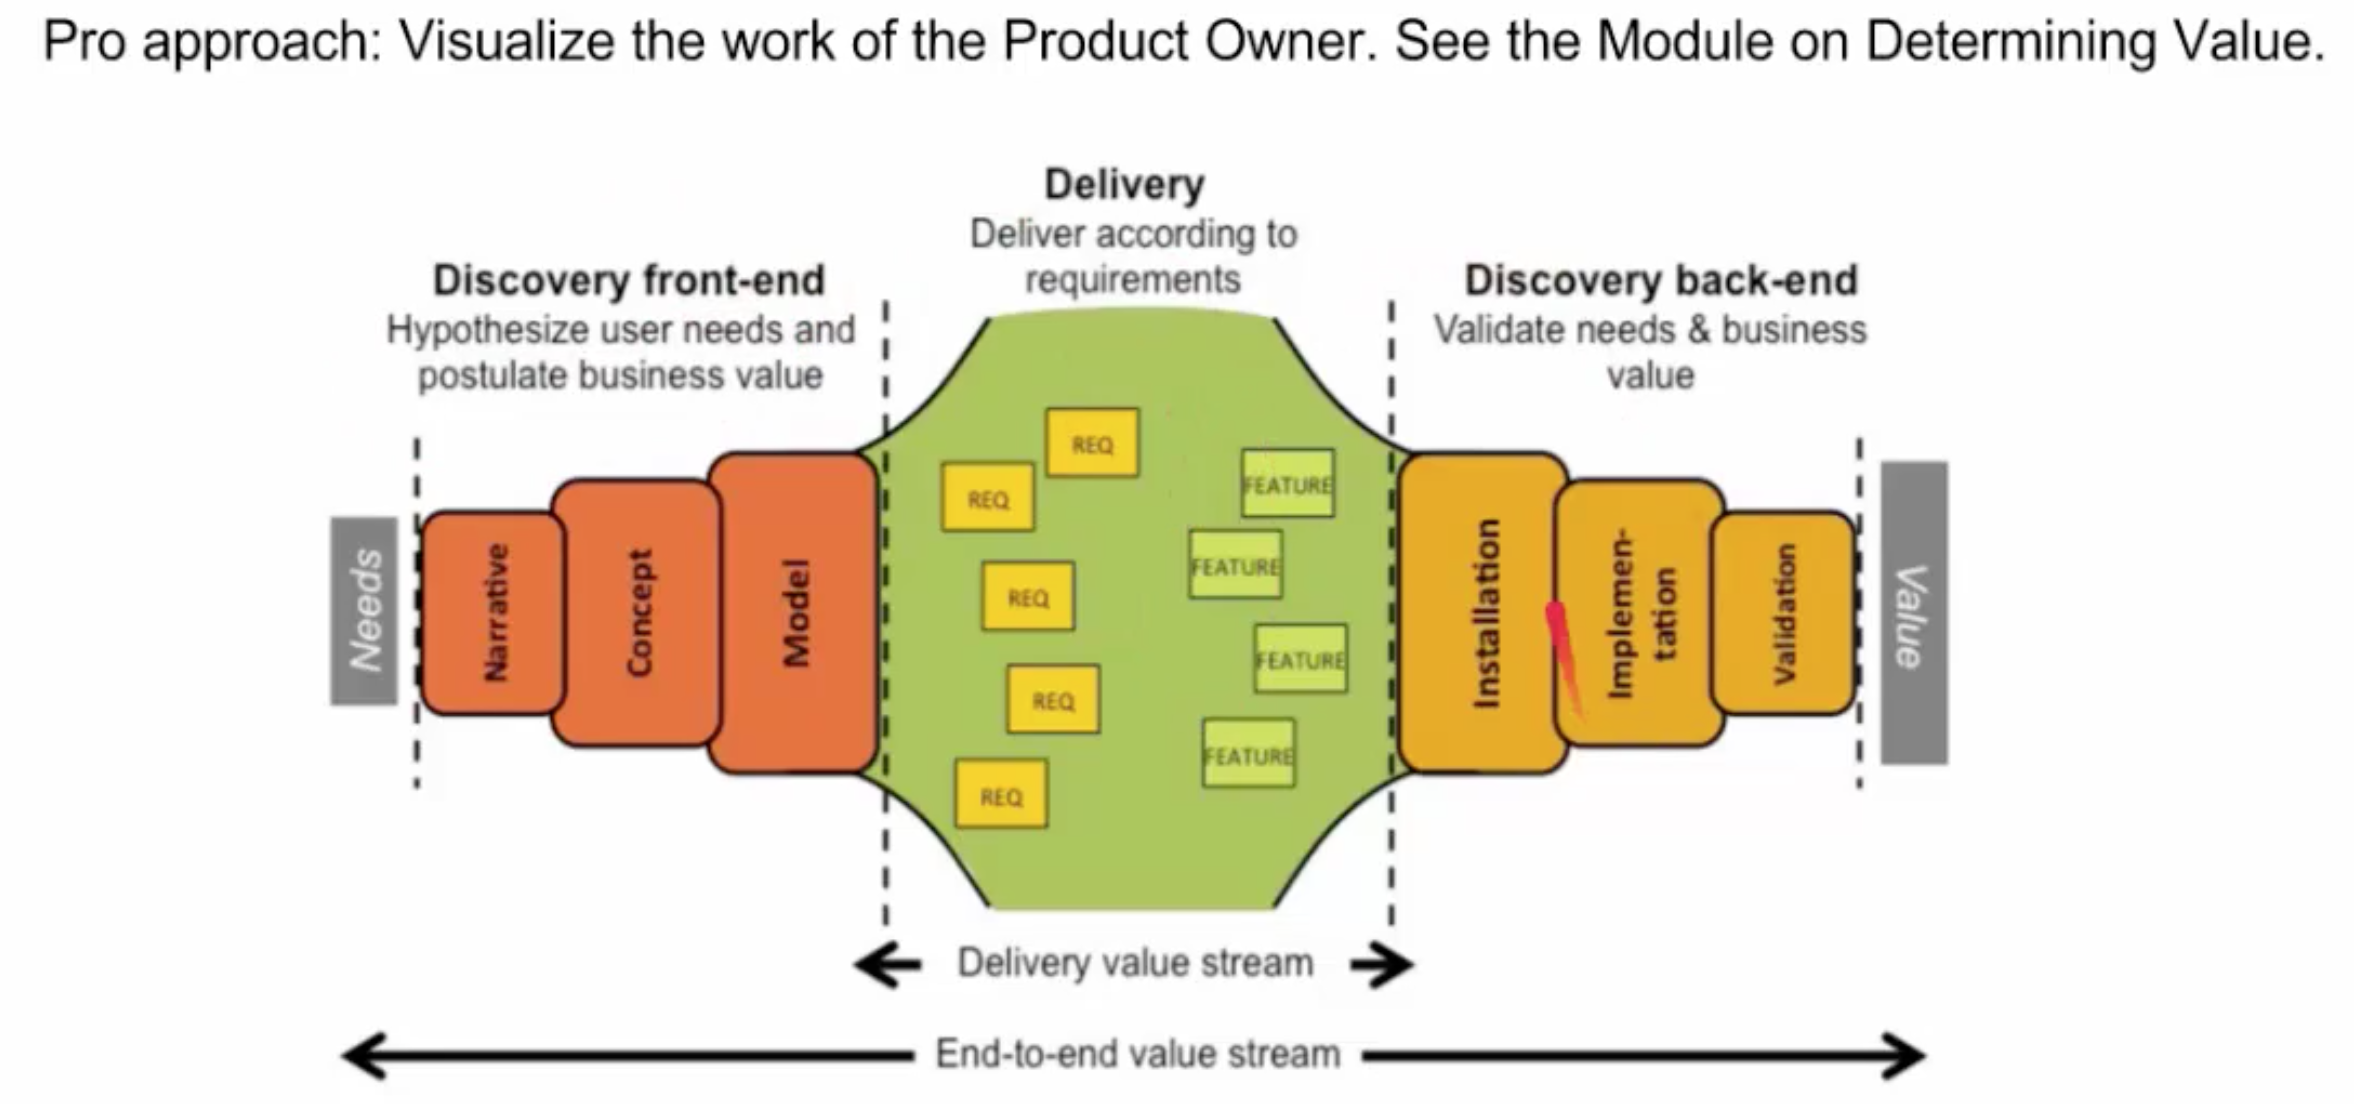 Pro approach: Visualize the work of the Product Owner. See the Module on Determining Value.
Delivery
Deliver according to
requirements
Discovery front-end
Hypothesize user needs and
postulate business value
Discovery back-end
Validate needs & business
value
Needs
Narrative
Concept
Model
REQ
REQ
REQ
REQ
REQ
FEATURE
FEATURE
FEATURE
FEATURE
Installation
Implemen-
tation
Validation
Value
Delivery value stream
End-to-end value stream